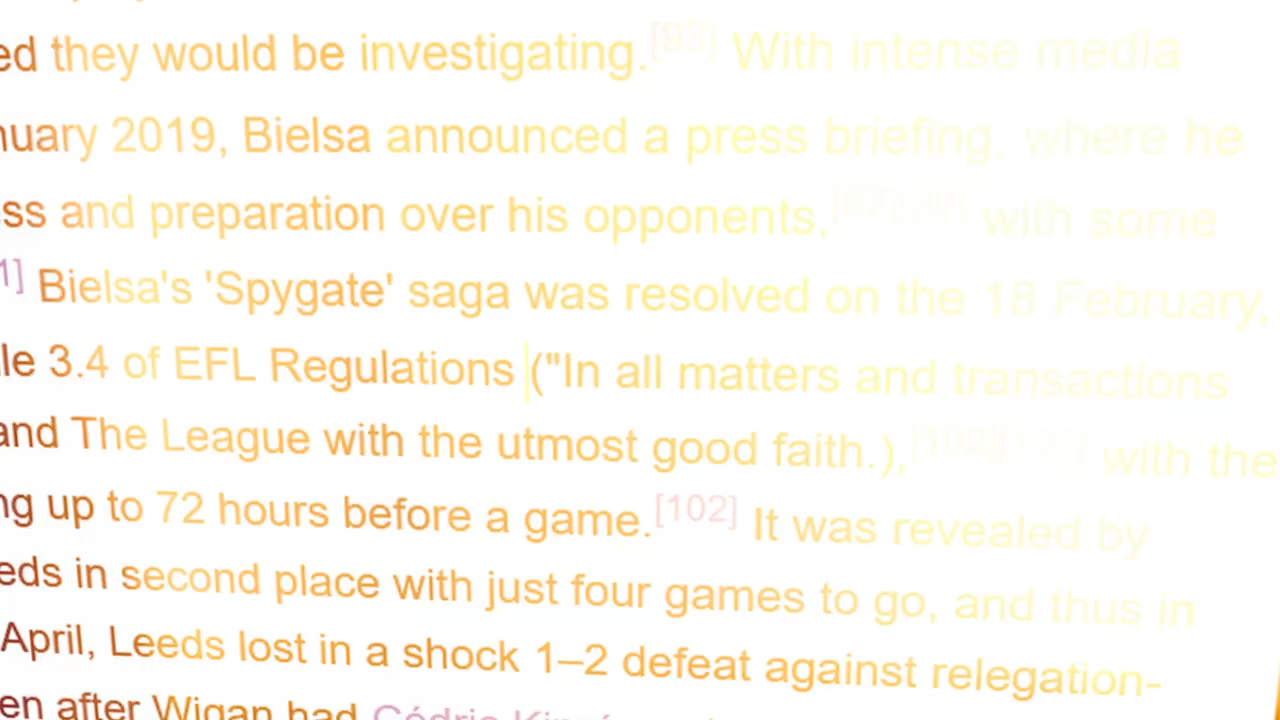 ed they would be investigating.[93] With intense media
nuary 2019, Bielsa announced a press briefing, where he
ss and preparation over his opponents, with some
1] Bielsa's 'Spygate' saga was resolved on the 18 February,
le 3.4 of EFL Regulations ("In all matters and transactions
and The League with the utmost good faith.), with the
ng up to 72 hours before a game.[102] It was revealed by
eds in second place with just four games to go, and thus in
April, Leeds lost in a shock 1–2 defeat against relegation-
en after Wigan had Cédric